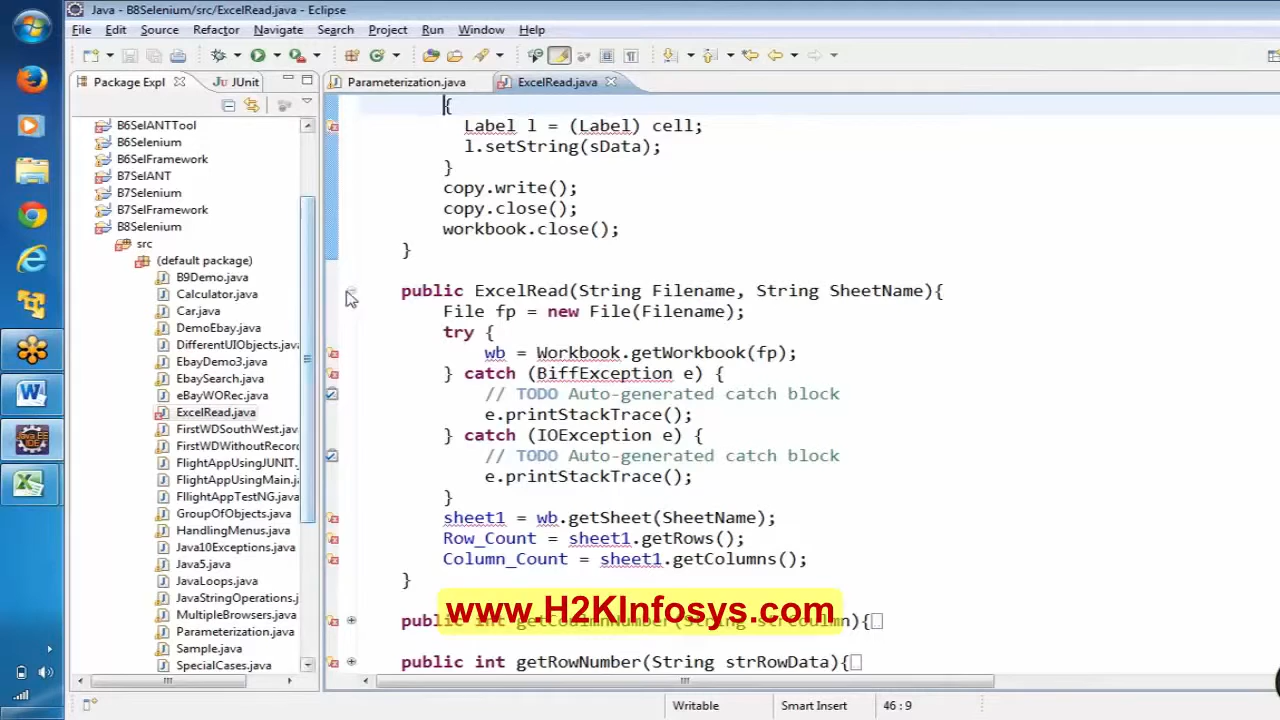 Java - B8Selenium/src/ExcelRead.java - Eclipse
File Edit Source Refactor Navigate Search Project Run Window Help
Package Expl JUnit
Parameterization.java ExcelRead.java
B6SelANTTool
B6Selenium
B6SelFramework
B7SelANT
B7Selenium
B7SelFramework
B8Selenium
src
(default package)
B9Demo.java
Calculator.java
Car.java
DemoEbay.java
DifferentUIObjects.java
EbayDemo3.java
EbaySearch.java
eBayWORec.java
ExcelRead.java
FirstWDSouthWest.jav
FirstWDWithoutRecor
FlightAppUsingJUNIT.
FlightAppUsingMain.j
FlIightAppTestNG.java
GroupOfObjects.java
HandlingMenus.java
Java10Exceptions.java
Java5.java
JavaLoops.java
JavaStringOperations.j
MultipleBrowsers.java
Parameterization.java
Sample.java
SpecialCases.java
{
Label l = (Label) cell;
l.setString(sData);
}
copy.write();
copy.close();
workbook.close();
}
public ExcelRead(String Filename, String SheetName){
File fp = new File(Filename);
try {
wb = Workbook.getWorkbook(fp);
} catch (BiffException e) {
// TODO Auto-generated catch block
e.printStackTrace();
} catch (IOException e) {
// TODO Auto-generated catch block
e.printStackTrace();
}
sheet1 = wb.getSheet(SheetName);
Row_Count = sheet1.getRows();
Column_Count = sheet1.getColumns();
}
www.H2KInfosys.com
public int getCoulmnNumber(String strCoulmn){
public int getRowNumber(String strRowData){
Writable Smart Insert 46 : 9